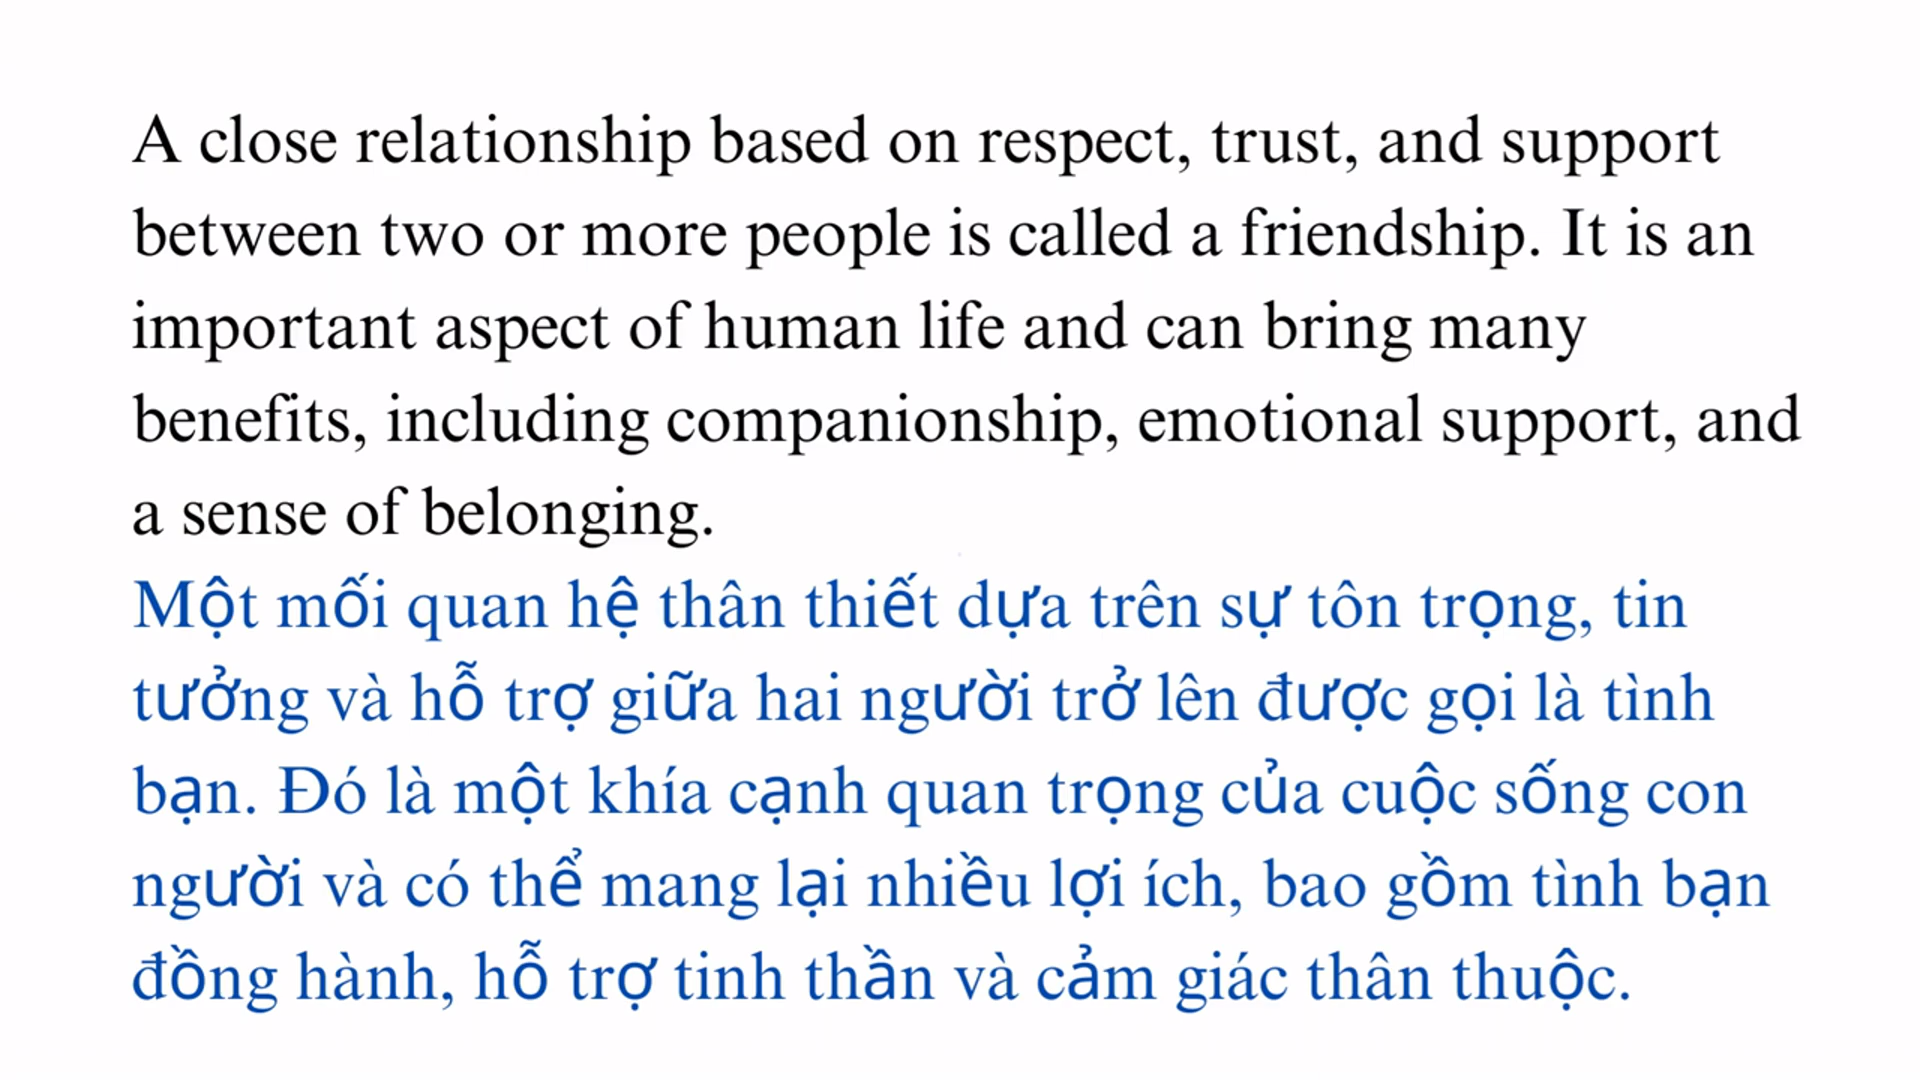 A close relationship based on respect, trust, and support
between two or more people is called a friendship. It is an
important aspect of human life and can bring many
benefits, including companionship, emotional support, and
a sense of belonging.
Một mối quan hệ thân thiết dựa trên sự tôn trọng, tin
tưởng và hỗ trợ giữa hai người trở lên được gọi là tình
bạn. Đó là một khía cạnh quan trọng của cuộc sống con
người và có thể mang lại nhiều lợi ích, bao gồm tình bạn
đồng hành, hỗ trợ tinh thần và cảm giác thân thuộc.